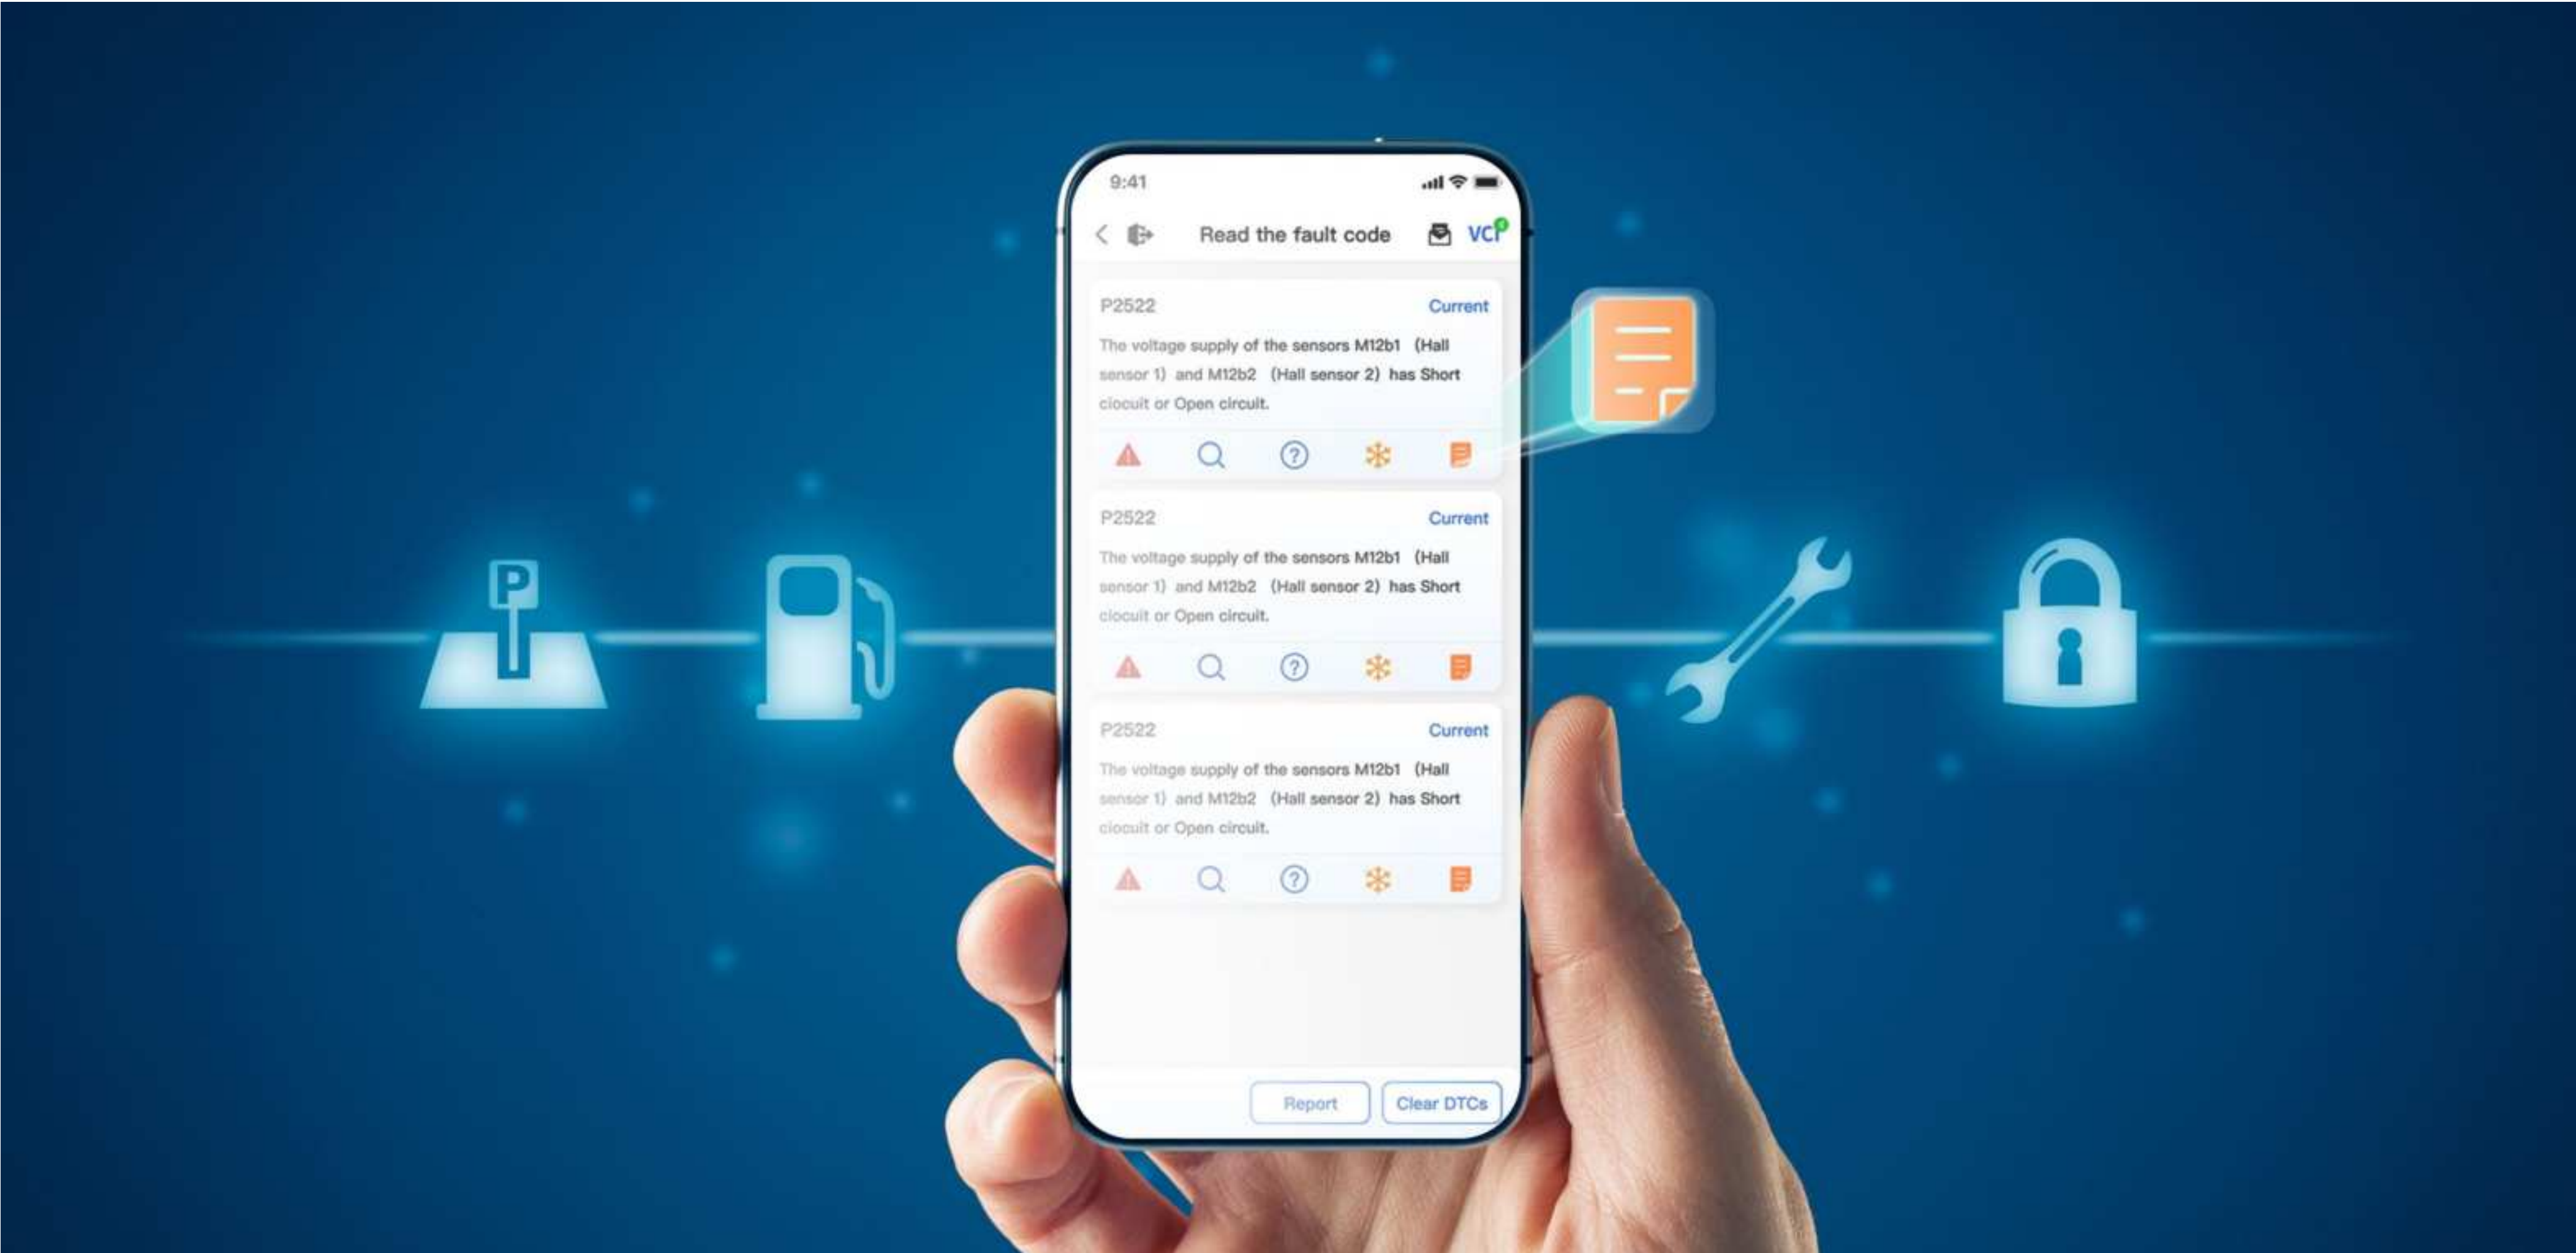 9:41
Read the fault code
VCI
P2522 Current
The voltage supply of the sensors M12b1 (Hall
sensor 1) and M12b2 (Hall sensor 2) has Short
ciocuit or Open circuit.
P2522 Current
The voltage supply of the sensors M12b1 (Hall
sensor 1) and M12b2 (Hall sensor 2) has Short
ciocuit or Open circuit.
P2522 Current
The voltage supply of the sensors M12b1 (Hall
sensor 1) and M12b2 (Hall sensor 2) has Short
ciocuit or Open circuit.
Report Clear DTCs
P